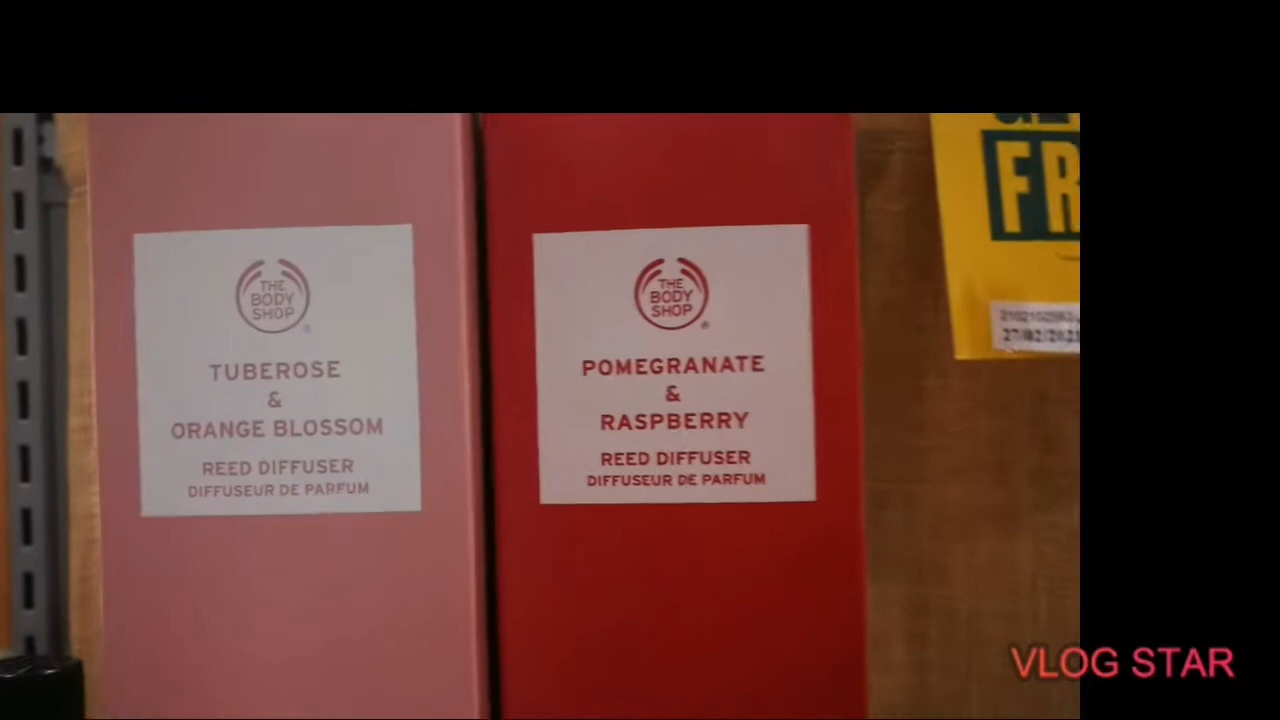 THE
BODY
SHOP
®
TUBEROSE
&
ORANGE BLOSSOM
REED DIFFUSER
DIFFUSEUR DE PARFUM
THE
BODY
SHOP
®
POMEGRANATE
&
RASPBERRY
REED DIFFUSER
DIFFUSEUR DE PARFUM
FR
VLOG STAR